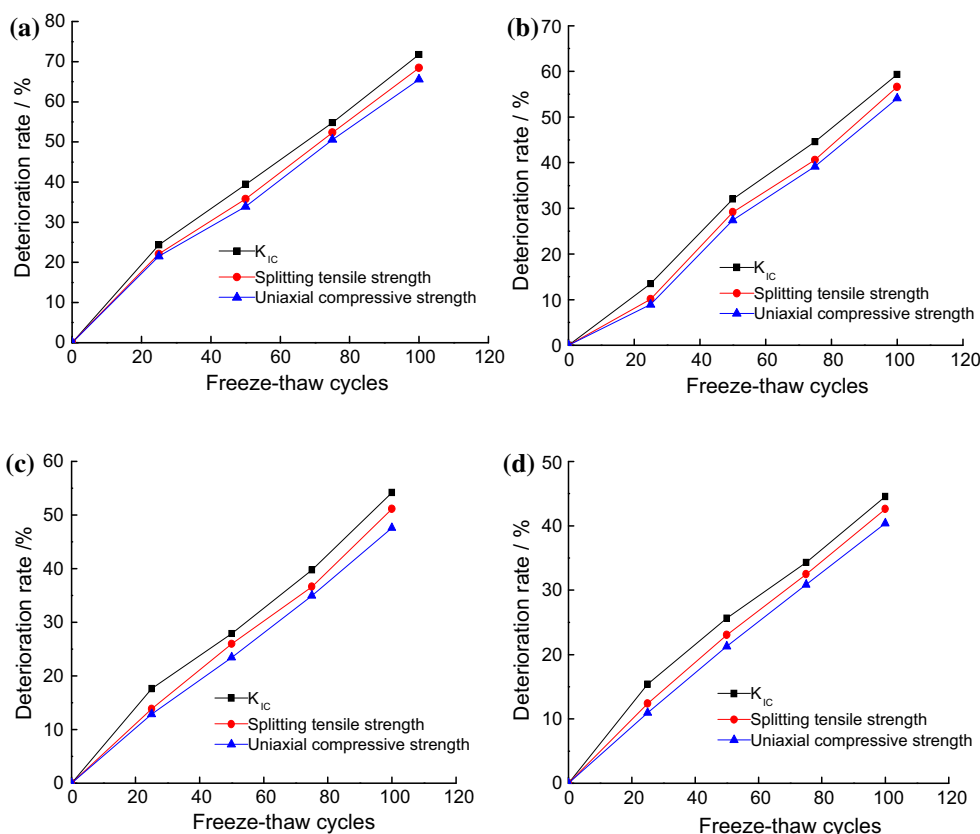 (a)
80
70
60
50
40
30
20
10
0
Deterioration rate / %
K_IC
Splitting tensile strength
Uniaxial compressive strength
0 20 40 60 80 100 120
Freeze-thaw cycles
(b)
60
50
40
30
20
10
0
Deterioration rate / %
K_IC
Splitting tensile strength
Uniaxial compressive strength
0 20 40 60 80 100 120
Freeze-thaw cycles
(c)
60
50
40
30
20
10
0
Deterioration rate /%
K_IC
Splitting tensile strength
Uniaxial compressive strength
0 20 40 60 80 100 120
Freeze-thaw cycles
(d)
50
40
30
20
10
0
Deterioration rate / %
K_IC
Splitting tensile strength
Uniaxial compressive strength
0 20 40 60 80 100 120
Freeze-thaw cycles